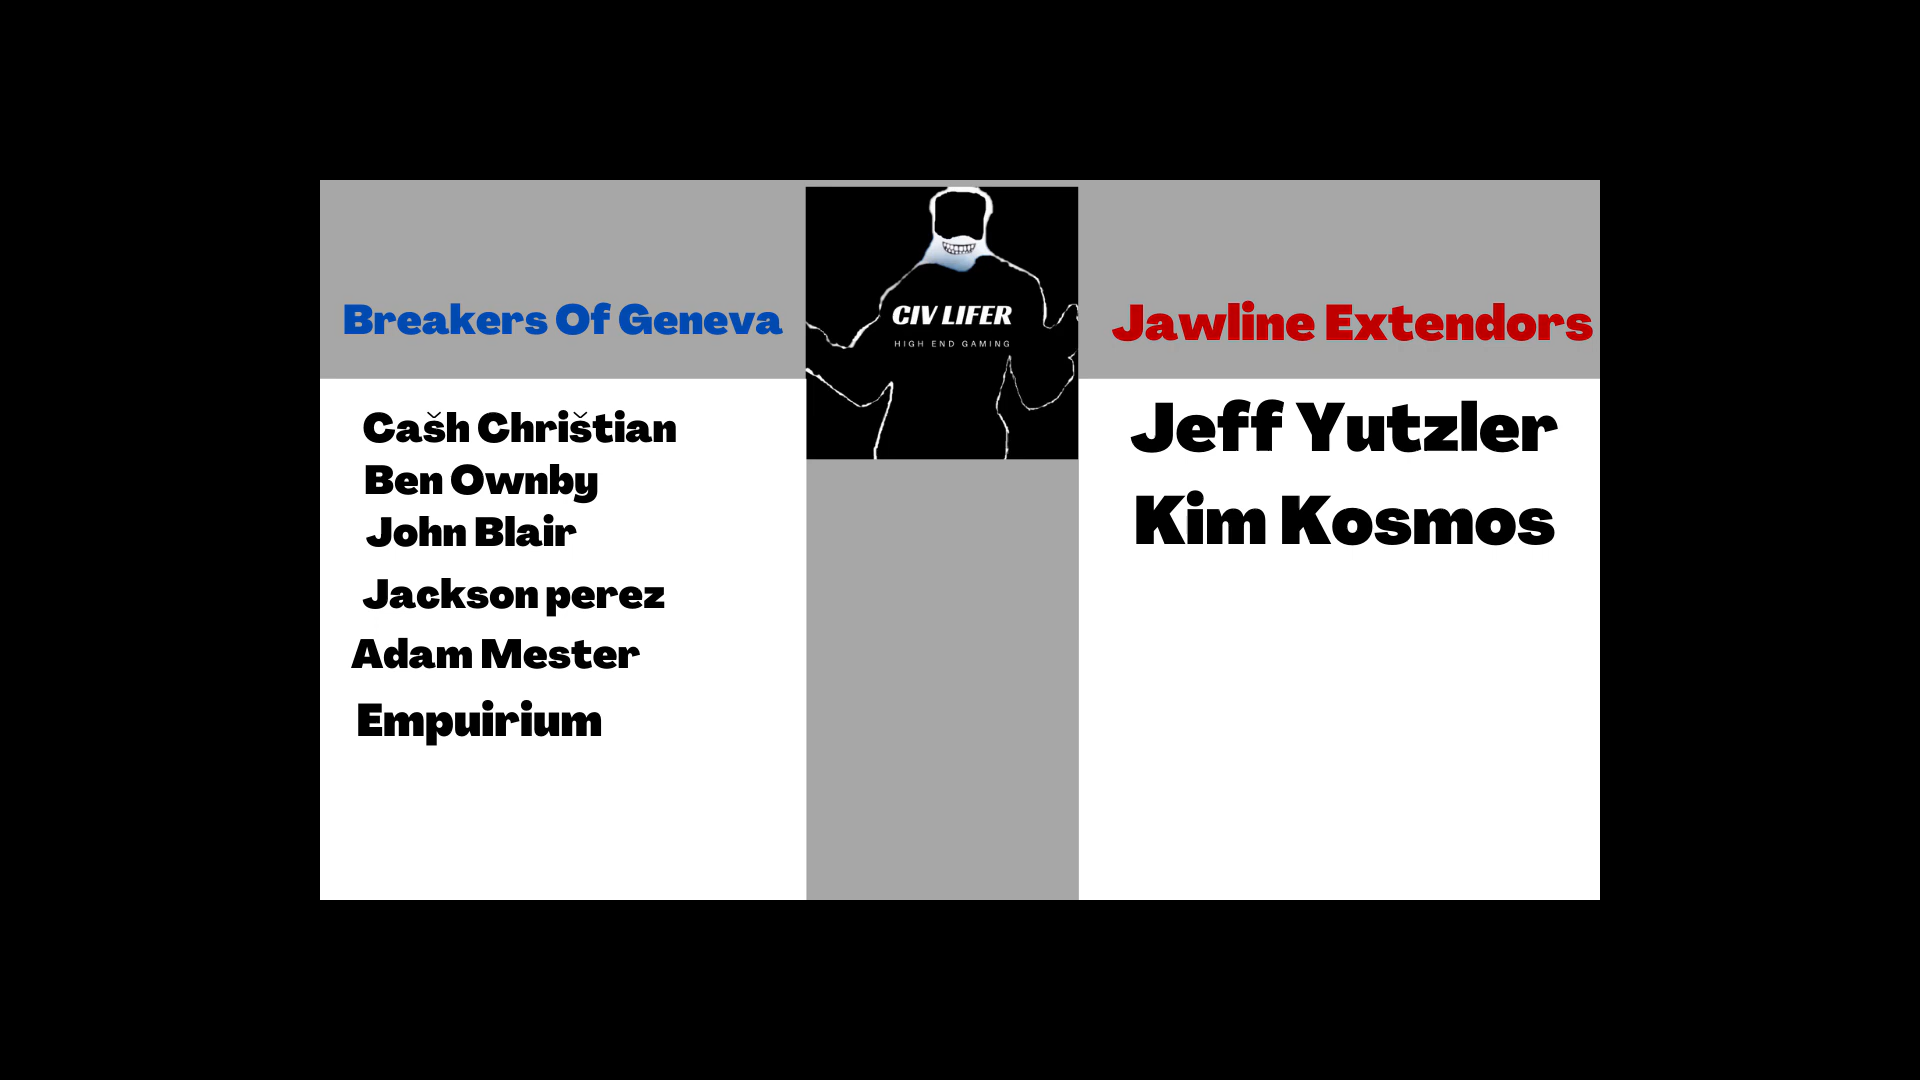 Breakers Of Geneva
Cašh Chrištian
Ben Ownby
John Blair
Jackson perez
Adam Mester
Empuirium
CIV LIFER
HIGH END GAMING
Jawline Extendors
Jeff Yutzler
Kim Kosmos